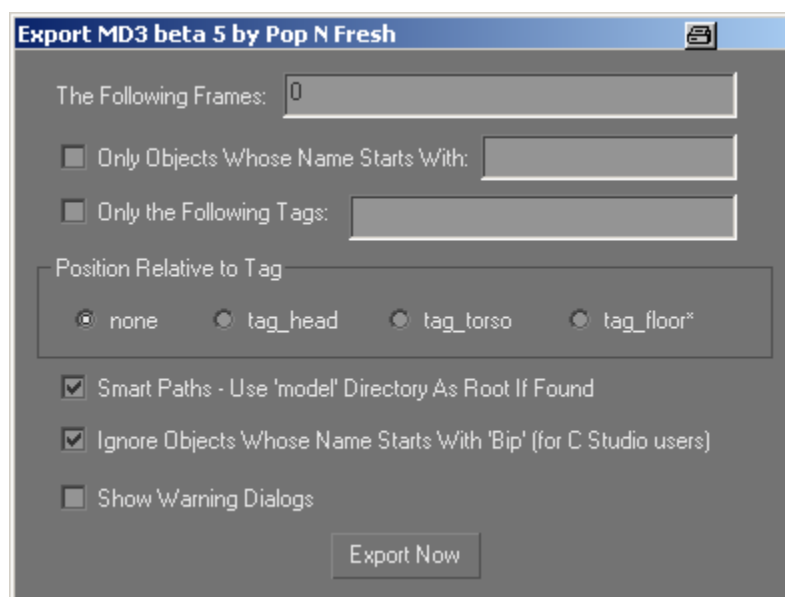 Export MD3 beta 5 by Pop N Fresh
The Following Frames: 0
Only Objects Whose Name Starts With:
Only the Following Tags:
Position Relative to Tag
none tag_head tag_torso tag_floor*
Smart Paths - Use 'model' Directory As Root If Found
Ignore Objects Whose Name Starts With 'Bip' (for C Studio users)
Show Warning Dialogs
Export Now